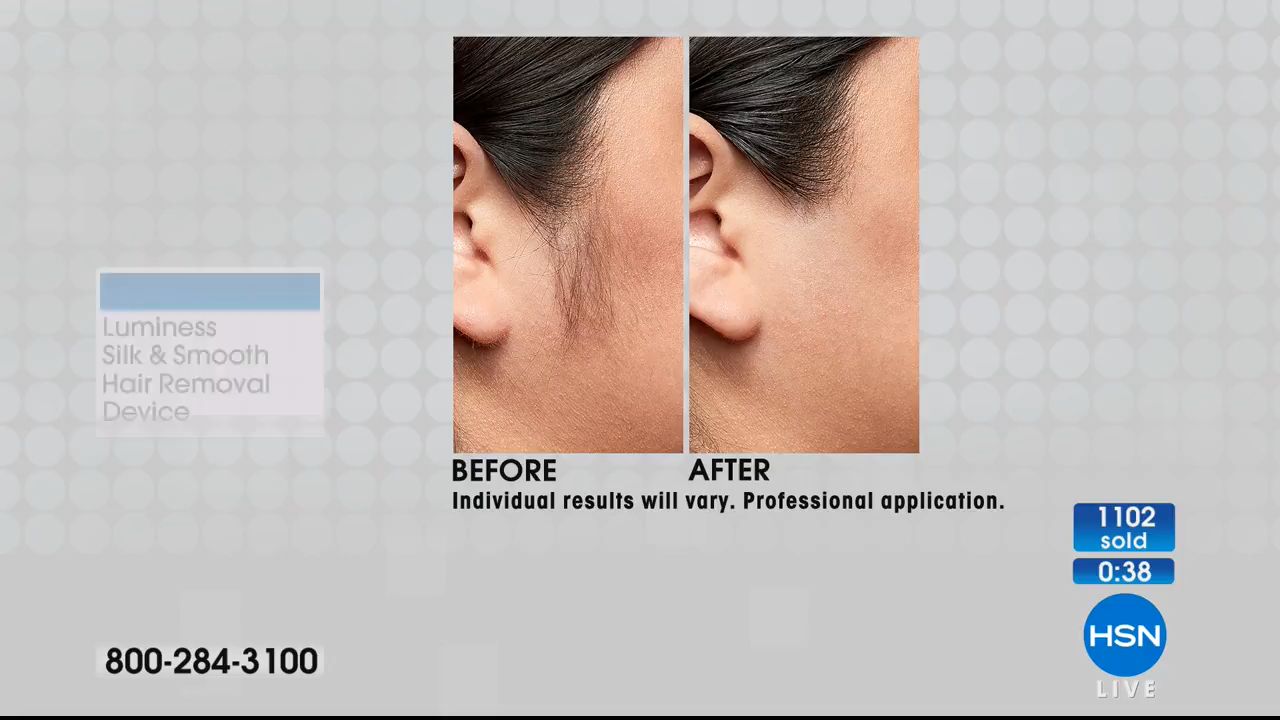 Luminess
Silk & Smooth
Hair Removal
Device
BEFORE
AFTER
Individual results will vary. Professional application.
1102
sold
0:38
HSN
LIVE
800-284-3100